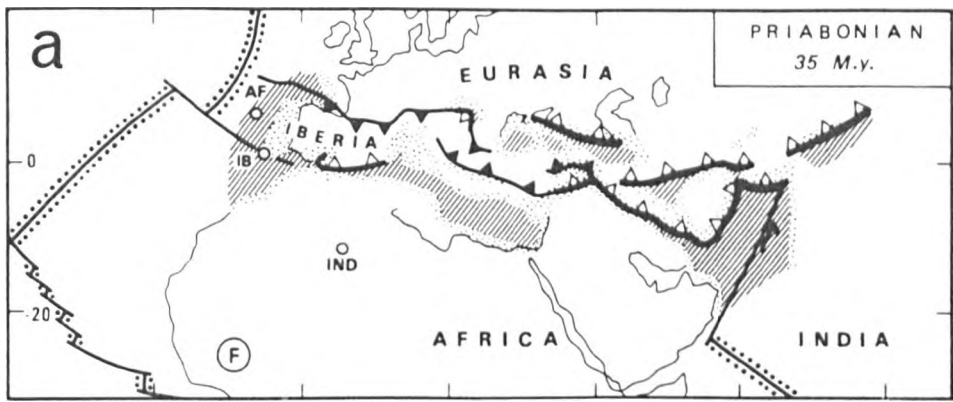 a
PRIABONIAN
35 M.y.
EURASIA
AF
IBERIA
IB
0
IND
-20
AFRICA
INDIA
F